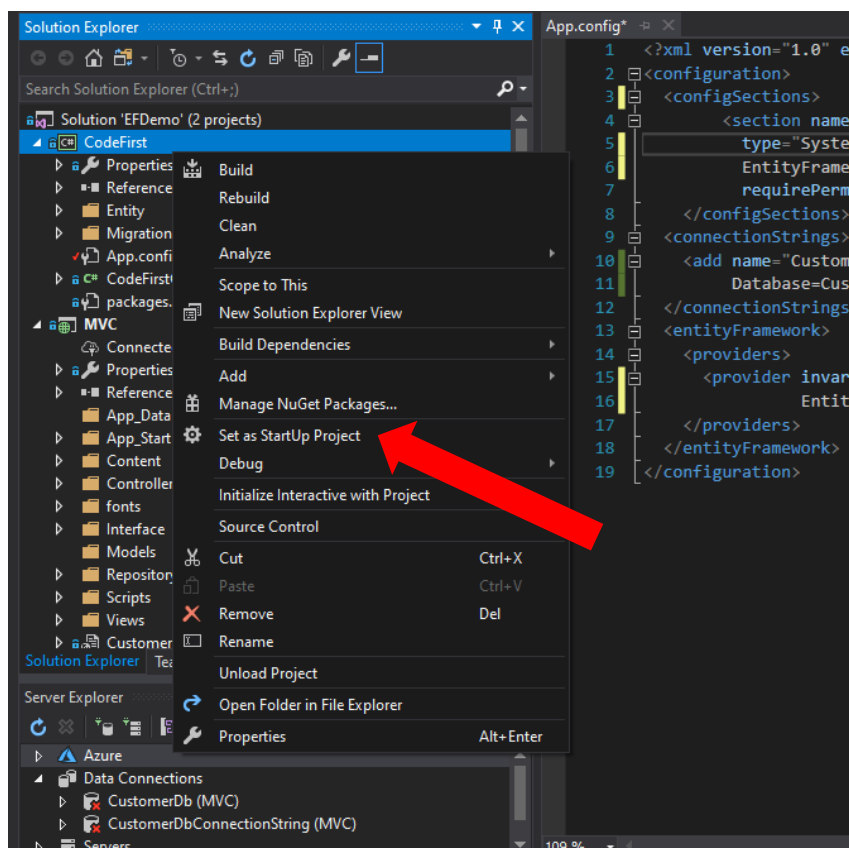 Solution Explorer
Search Solution Explorer (Ctrl+;)
Solution 'EFDemo' (2 projects)
CodeFirst
Properties
Reference
Entity
Migration
App.confi
CodeFirst
packages.
MVC
Connecte
Properties
Reference
App_Data
App_Start
Content
Controller
fonts
Interface
Models
Repository
Scripts
Views
Customer
Solution Explorer
Build
Rebuild
Clean
Analyze
Scope to This
New Solution Explorer View
Build Dependencies
Add
Manage NuGet Packages...
Set as StartUp Project
Debug
Initialize Interactive with Project
Source Control
Cut Ctrl+X
Paste Ctrl+V
Remove Del
Rename
Unload Project
Open Folder in File Explorer
Properties Alt+Enter
Server Explorer
Azure
Data Connections
CustomerDb (MVC)
CustomerDbConnectionString (MVC)
Servers
App.config*
1 <?xml version="1.0" e
2 <configuration>
3 <configSections>
4 <section name
5 type="Syste
6 EntityFrame
7 requirePerm
8 </configSections>
9 <connectionStrings>
10 <add name="Custom
11 Database=Cus
12 </connectionStrings
13 <entityFramework>
14 <providers>
15 <provider invar
16 Entit
17 </providers>
18 </entityFramework>
19 </configuration>
109 %